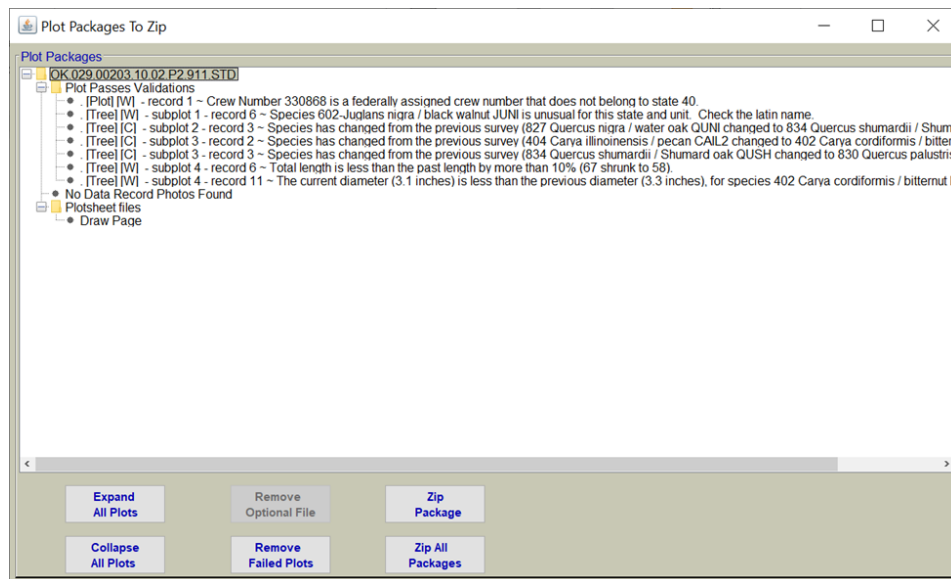 Plot Packages To Zip
Plot Packages
OK.029.00203.10.02.P2.911.STD
Plot Passes Validations
. [Plot] [W] - record 1 ~ Crew Number 330868 is a federally assigned crew number that does not belong to state 40.
. [Tree] [W] - subplot 1 - record 6 ~ Species 602-Juglans nigra / black walnut JUNI is unusual for this state and unit. Check the latin name.
. [Tree] [C] - subplot 2 - record 3 ~ Species has changed from the previous survey (827 Quercus nigra / water oak QUNI changed to 834 Quercus shumardii / Shum
. [Tree] [C] - subplot 3 - record 2 ~ Species has changed from the previous survey (404 Carya illinoinensis / pecan CAIL2 changed to 402 Carya cordiformis / bitter
. [Tree] [C] - subplot 3 - record 3 ~ Species has changed from the previous survey (834 Quercus shumardii / Shumard oak QUSH changed to 830 Quercus palustris
. [Tree] [W] - subplot 4 - record 6 ~ Total length is less than the past length by more than 10% (67 shrunk to 58).
. [Tree] [W] - subplot 4 - record 11 ~ The current diameter (3.1 inches) is less than the previous diameter (3.3 inches), for species 402 Carya cordiformis / bitternut
No Data Record Photos Found
Plotsheet files
Draw Page
Expand All Plots
Remove Optional File
Zip Package
Collapse All Plots
Remove Failed Plots
Zip All Packages